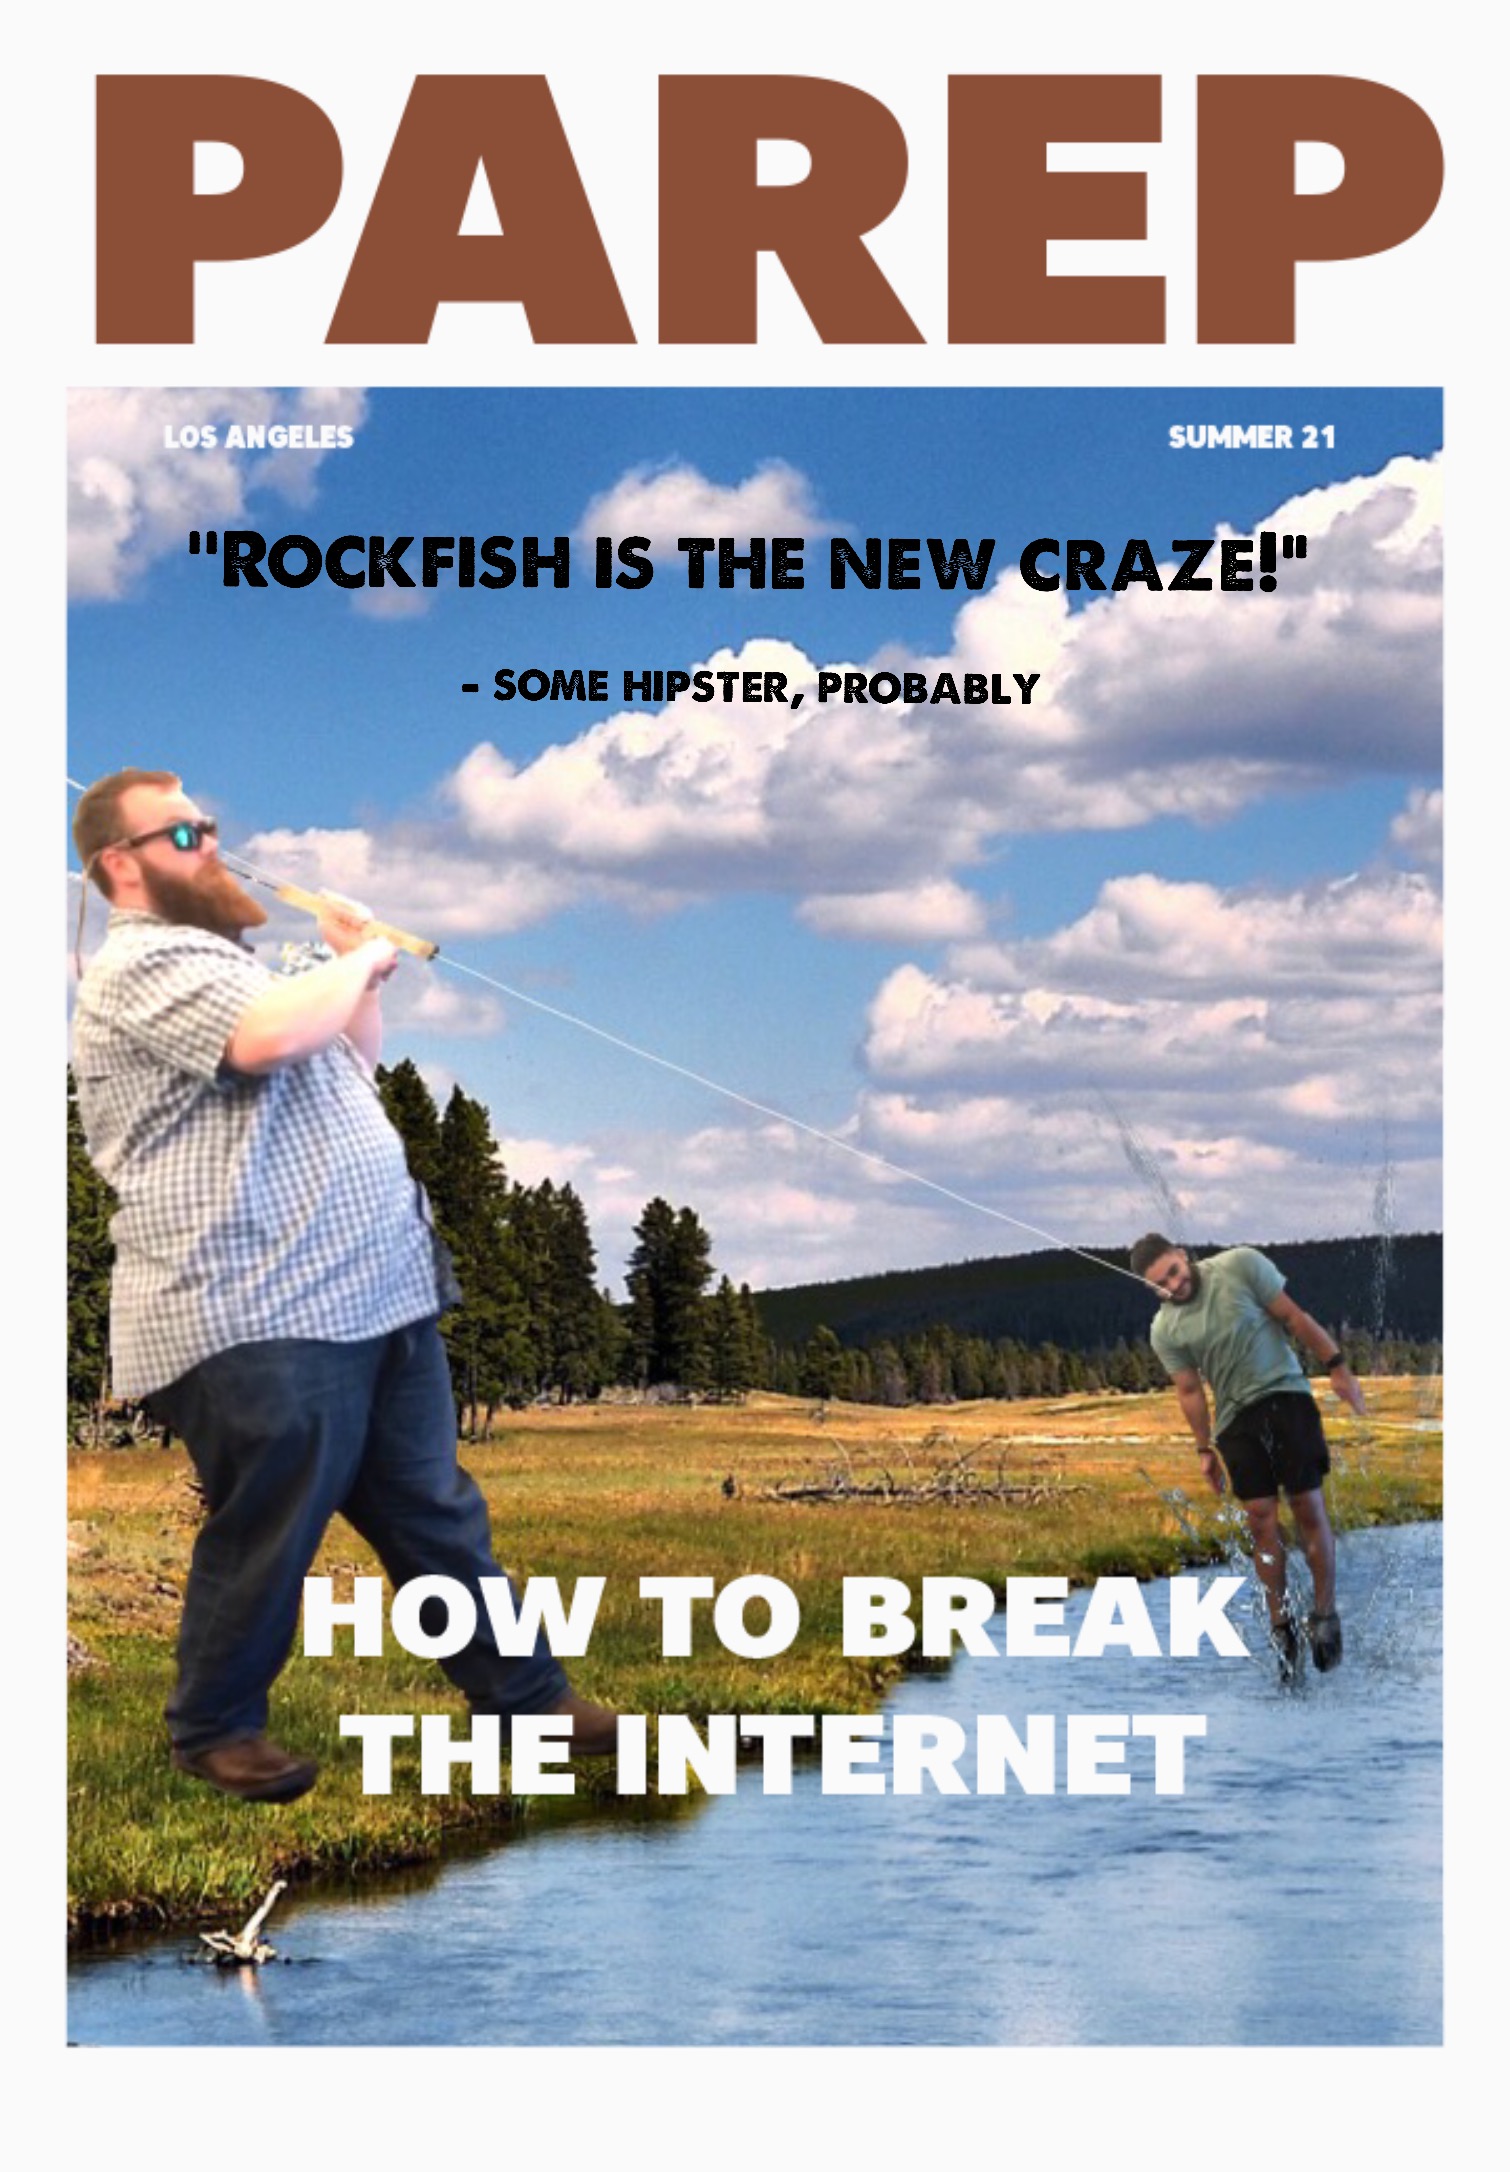 PAREP
LOS ANGELES
SUMMER 21
"ROCKFISH IS THE NEW CRAZE!"
- SOME HIPSTER, PROBABLY
HOW TO BREAK
THE INTERNET